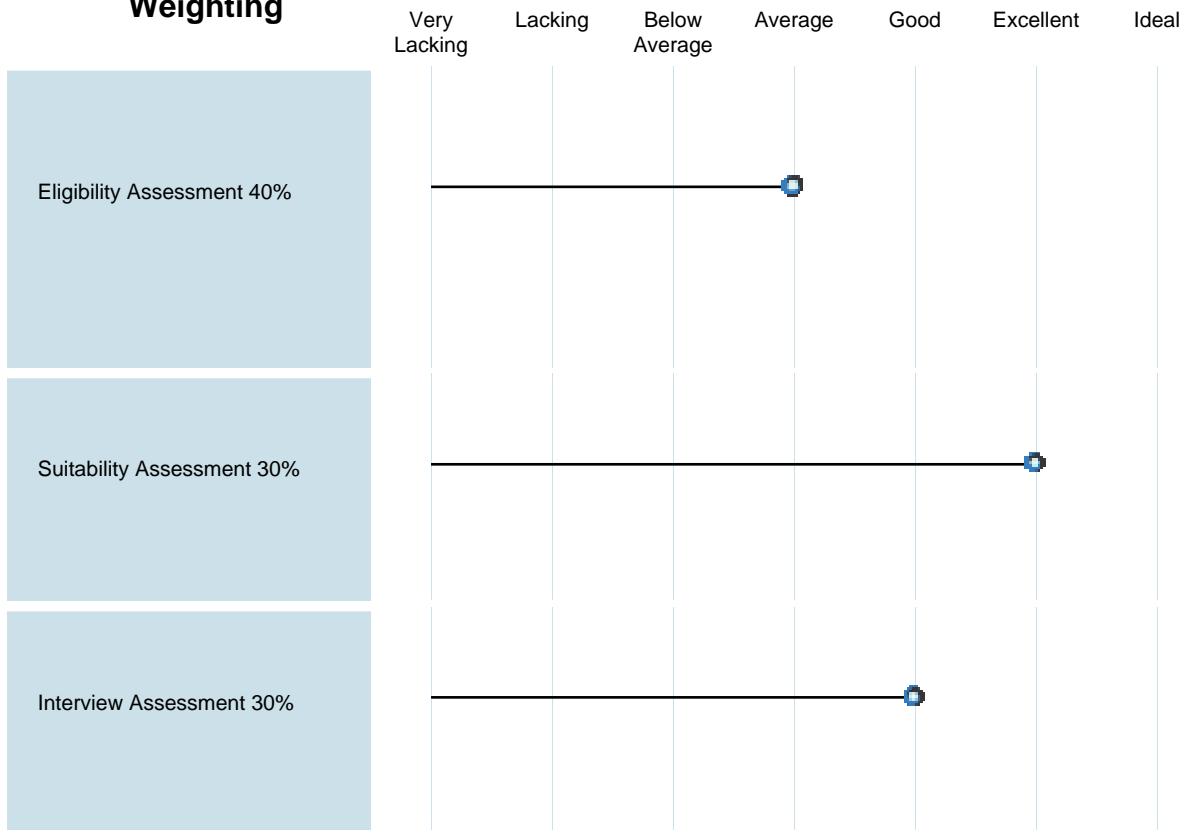 Weighting
Very Lacking
Lacking
Below Average
Average
Good
Excellent
Ideal
Eligibility Assessment 40%
Suitability Assessment 30%
Interview Assessment 30%